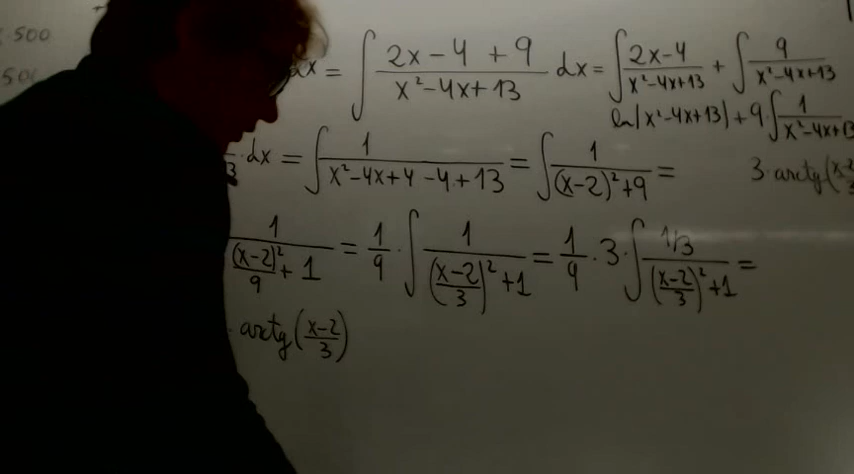 500
50
dx = ∫ (2x-4+9)/(x²-4x+13) dx = ∫ (2x-4)/(x²-4x+13) + ∫ 9/(x²-4x+13)
ln|x²-4x+13| + 9·∫ 1/(x²-4x+13
3 · dx = ∫ 1/(x²-4x+4-4+13) = ∫ 1/((x-2)²+9) =
3·arctg(
1/((x-2)²/9+1) = 1/9 · ∫ 1/(((x-2)/3)²+1) = 1/9 · 3 · ∫ (1/3)/(((x-2)/3)²+1) =
· arctg((x-2)/3)